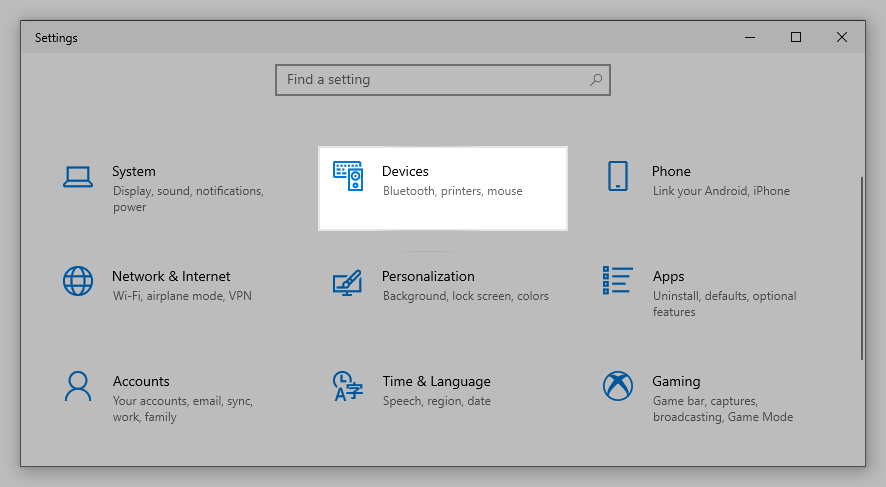 Settings
Find a setting
System
Display, sound, notifications,
power
Devices
Bluetooth, printers, mouse
Phone
Link your Android, iPhone
Network & Internet
Wi-Fi, airplane mode, VPN
Personalization
Background, lock screen, colors
Apps
Uninstall, defaults, optional
features
Accounts
Your accounts, email, sync,
work, family
Time & Language
Speech, region, date
Gaming
Game bar, captures,
broadcasting, Game Mode